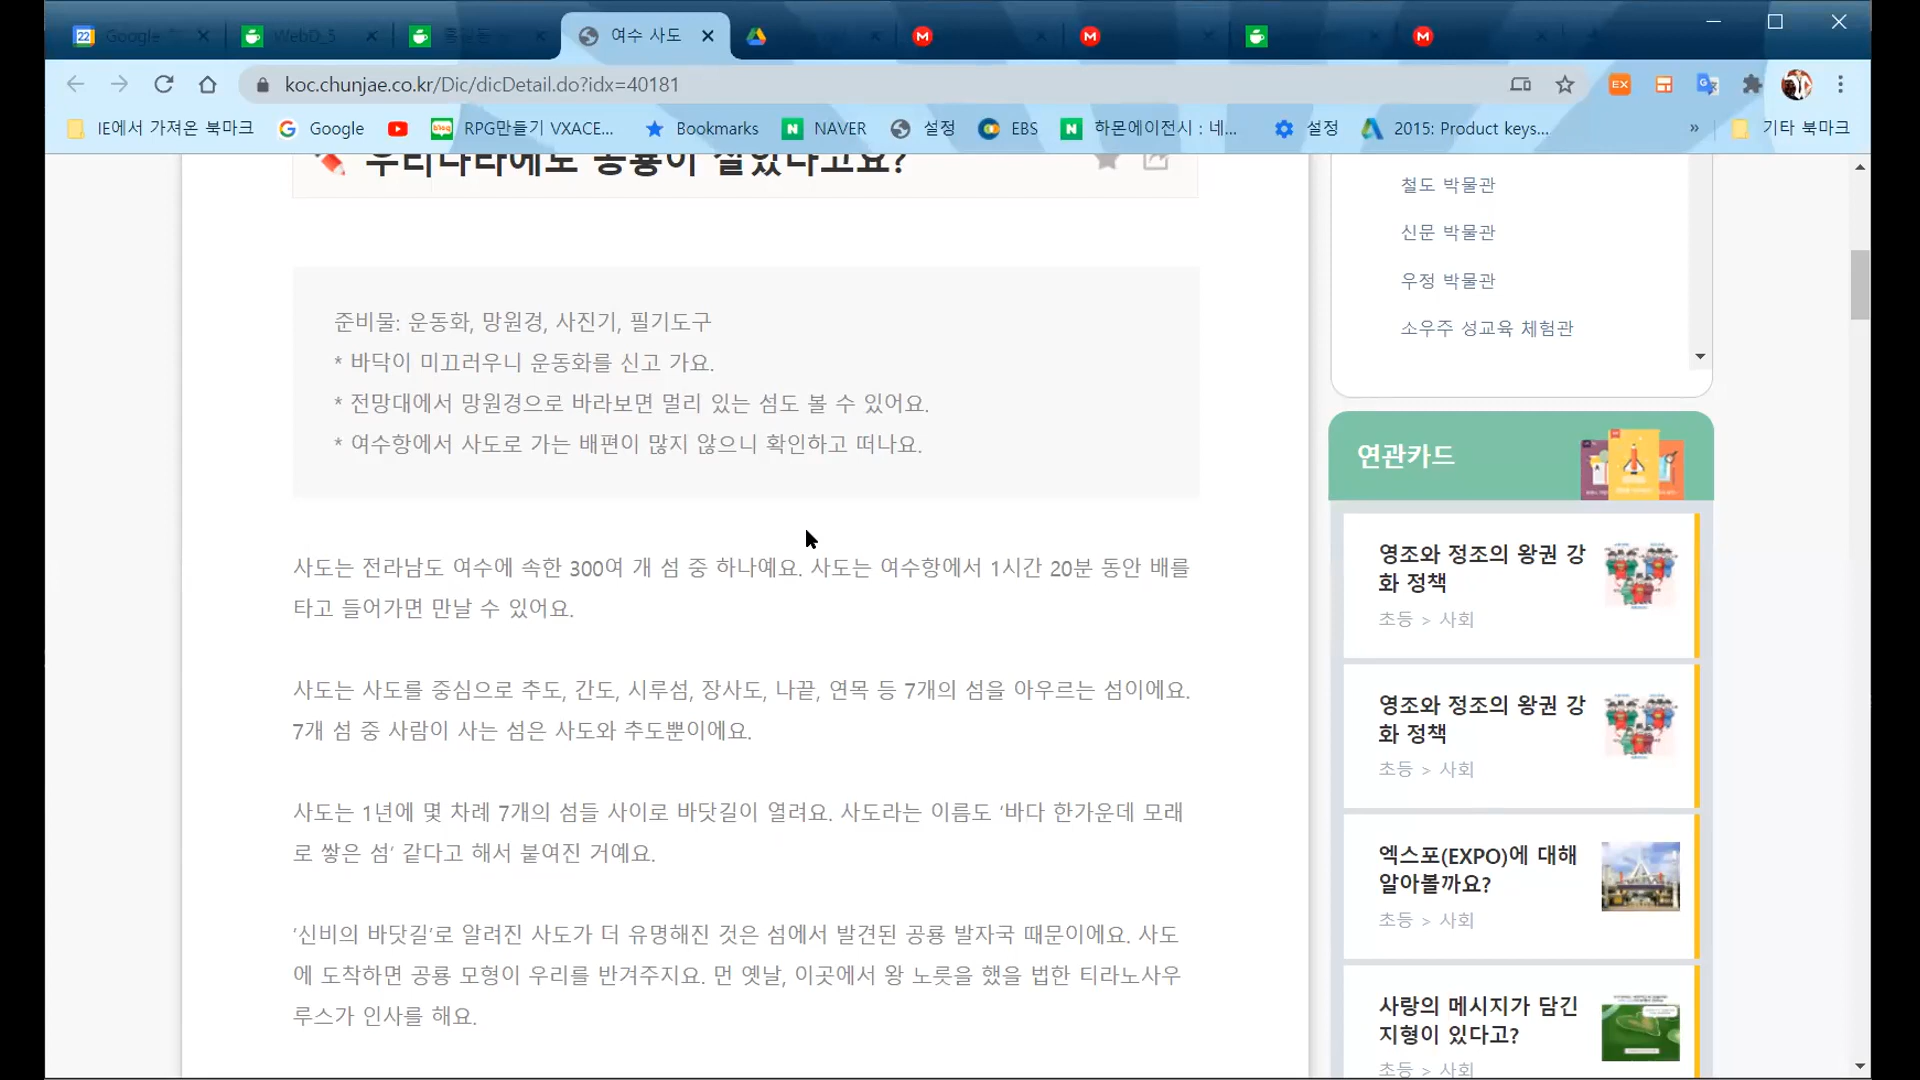 22 Google
WebD_5
여수 사도
koc.chunjae.co.kr/Dic/dicDetail.do?idx=40181
EX
IE에서 가져온 북마크
Google
blog RPG만들기 VXACE...
Bookmarks
N NAVER
설정
EBS
N 하몬에이전시 : 네...
설정
2015: Product keys...
»
기타 북마크
우리나라에도 공룡이 살았다고요?
준비물: 운동화, 망원경, 사진기, 필기도구
* 바닥이 미끄러우니 운동화를 신고 가요.
* 전망대에서 망원경으로 바라보면 멀리 있는 섬도 볼 수 있어요.
* 여수항에서 사도로 가는 배편이 많지 않으니 확인하고 떠나요.
사도는 전라남도 여수에 속한 300여 개 섬 중 하나예요. 사도는 여수항에서 1시간 20분 동안 배를
타고 들어가면 만날 수 있어요.
사도는 사도를 중심으로 추도, 간도, 시루섬, 장사도, 나끝, 연목 등 7개의 섬을 아우르는 섬이에요.
7개 섬 중 사람이 사는 섬은 사도와 추도뿐이에요.
사도는 1년에 몇 차례 7개의 섬들 사이로 바닷길이 열려요. 사도라는 이름도 ‘바다 한가운데 모래
로 쌓은 섬’ 같다고 해서 붙여진 거예요.
‘신비의 바닷길’로 알려진 사도가 더 유명해진 것은 섬에서 발견된 공룡 발자국 때문이에요. 사도
에 도착하면 공룡 모형이 우리를 반겨주지요. 먼 옛날, 이곳에서 왕 노릇을 했을 법한 티라노사우
루스가 인사를 해요.
철도 박물관
신문 박물관
우정 박물관
소우주 성교육 체험관
연관카드
영조와 정조의 왕권 강
화 정책
초등 > 사회
영조와 정조의 왕권 강
화 정책
초등 > 사회
엑스포(EXPO)에 대해
알아볼까요?
초등 > 사회
사랑의 메시지가 담긴
지형이 있다고?
초등 > 사회